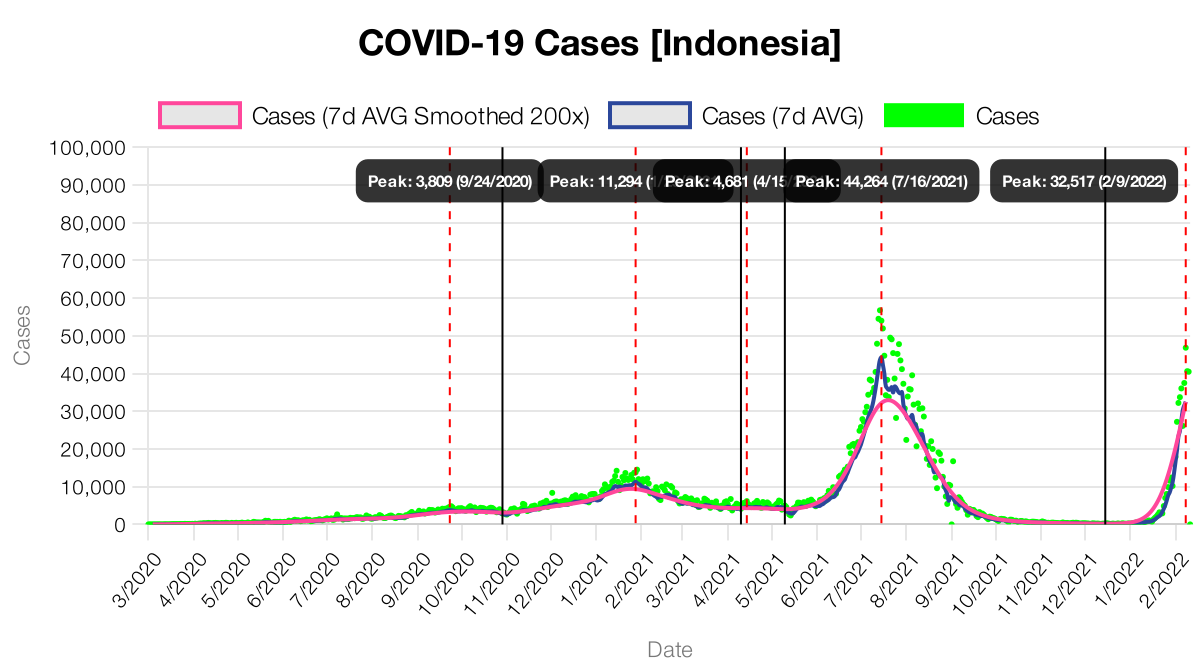 COVID-19 Cases [Indonesia]
Cases (7d AVG Smoothed 200x) Cases (7d AVG) Cases
100,000
90,000
80,000
70,000
60,000
50,000
40,000
30,000
20,000
10,000
0
Cases
Peak: 3,809 (9/24/2020) Peak: 11,294 (1/ Peak: 4,681 (4/15/ Peak: 44,264 (7/16/2021) Peak: 32,517 (2/9/2022)
3/2020 4/2020 5/2020 6/2020 7/2020 8/2020 9/2020 10/2020 11/2020 12/2020 1/2021 2/2021 3/2021 4/2021 5/2021 6/2021 7/2021 8/2021 9/2021 10/2021 11/2021 12/2021 1/2022 2/2022
Date